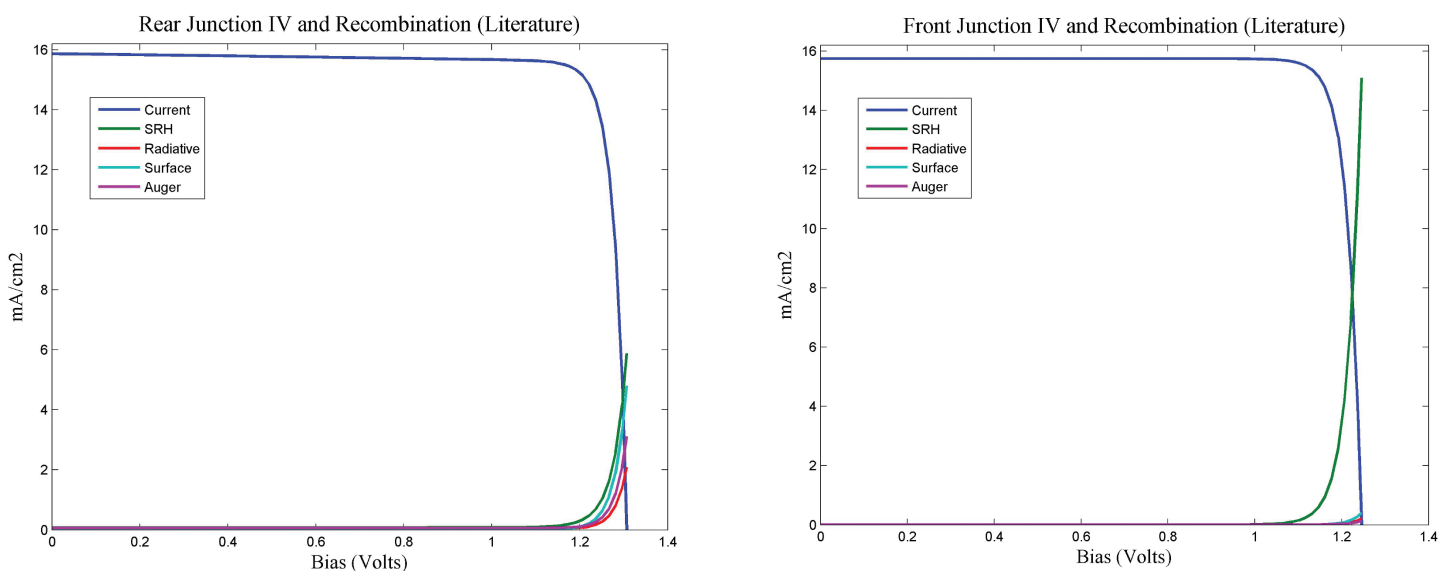 Rear Junction IV and Recombination (Literature)
16
14
12
10
8
6
4
2
0
mA/cm2
Current
SRH
Radiative
Surface
Auger
0
0.2
0.4
0.6
0.8
1
1.2
1.4
Bias (Volts)
Front Junction IV and Recombination (Literature)
16
14
12
10
8
6
4
2
0
mA/cm2
Current
SRH
Radiative
Surface
Auger
0
0.2
0.4
0.6
0.8
1
1.2
1.4
Bias (Volts)